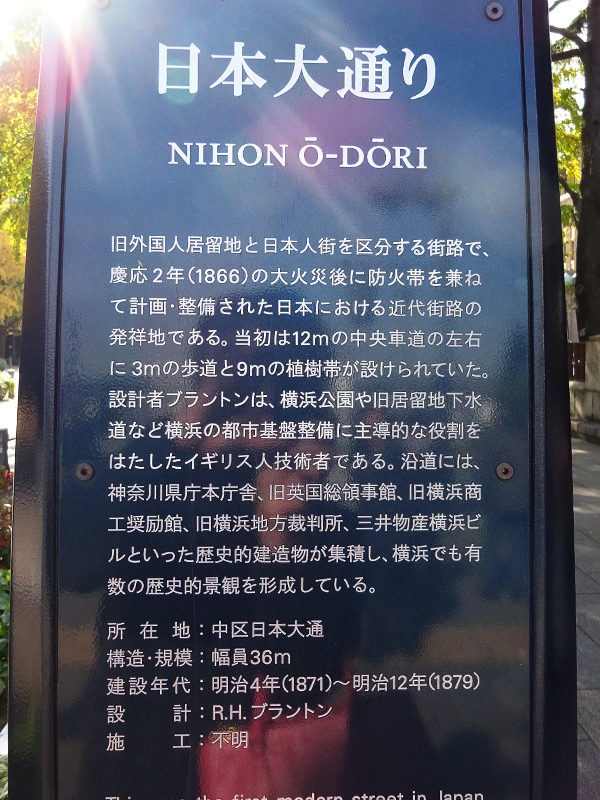 日本大通り
NIHON Ō-DŌRI
旧外国人居留地と日本人街を区分する街路で、
慶応2年(1866)の大火災後に防火帯を兼ね
て計画・整備された日本における近代街路の
発祥地である。当初は12mの中央車道の左右
に3mの歩道と9mの植樹帯が設けられていた。
設計者ブラントンは、横浜公園や旧居留地下水
道など横浜の都市基盤整備に主導的な役割を
はたしたイギリス人技術者である。沿道には、
神奈川県庁本庁舎、旧英国総領事館、旧横浜商
工奨励館、旧横浜地方裁判所、三井物産横浜ビ
ルといった歴史的建造物が集積し、横浜でも有
数の歴史的景観を形成している。
所在地：中区日本大通
構造・規模：幅員36m
建設年代：明治4年(1871)〜明治12年(1879)
設計：R.H.ブラントン
施工：不明
This was the first modern street in Japan